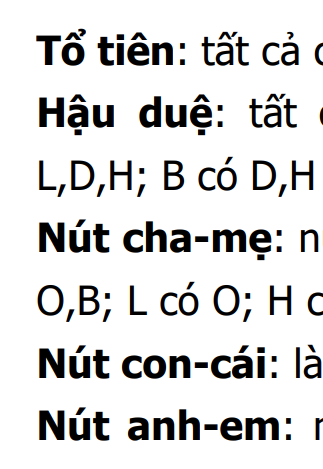 Tổ tiên: tất cả
Hậu duệ: tất
L,D,H; B có D,H
Nút cha-mẹ:
O,B; L có O; H
Nút con-cái: là
Nút anh-em: